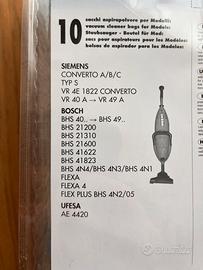 10
sacchi aspirapolvere per Modelli:
vacuum cleaner bags for Models:
Staubsauger - Beutel für Mod:
sacs pour aspirateurs pour les Modèles:
bolsas de aspirador para los Modelos:
SIEMENS
CONVERTO A/B/C
TYP S
VR 4E 1822 CONVERTO
VR 40 A → VR 49 A
BOSCH
BHS 40.. → BHS 49..
BHS 21200
BHS 21310
BHS 21600
BHS 41622
BHS 41823
BHS 4N4/BHS 4N3/BHS 4N1
FLEXA
FLEXA 4
FLEX PLUS BHS 4N2/05
UFESA
AE 4420
subito